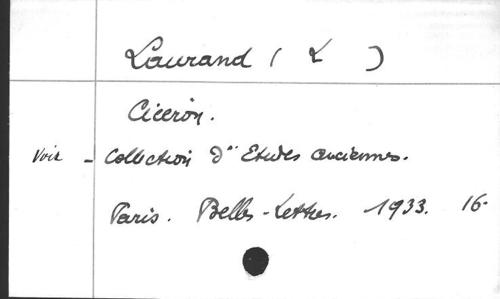 Laurand ( L )
Cicéron.
Voir - Collection d'" Etudes anciennes.
Paris. Belles-Lettres. 1933. 16-